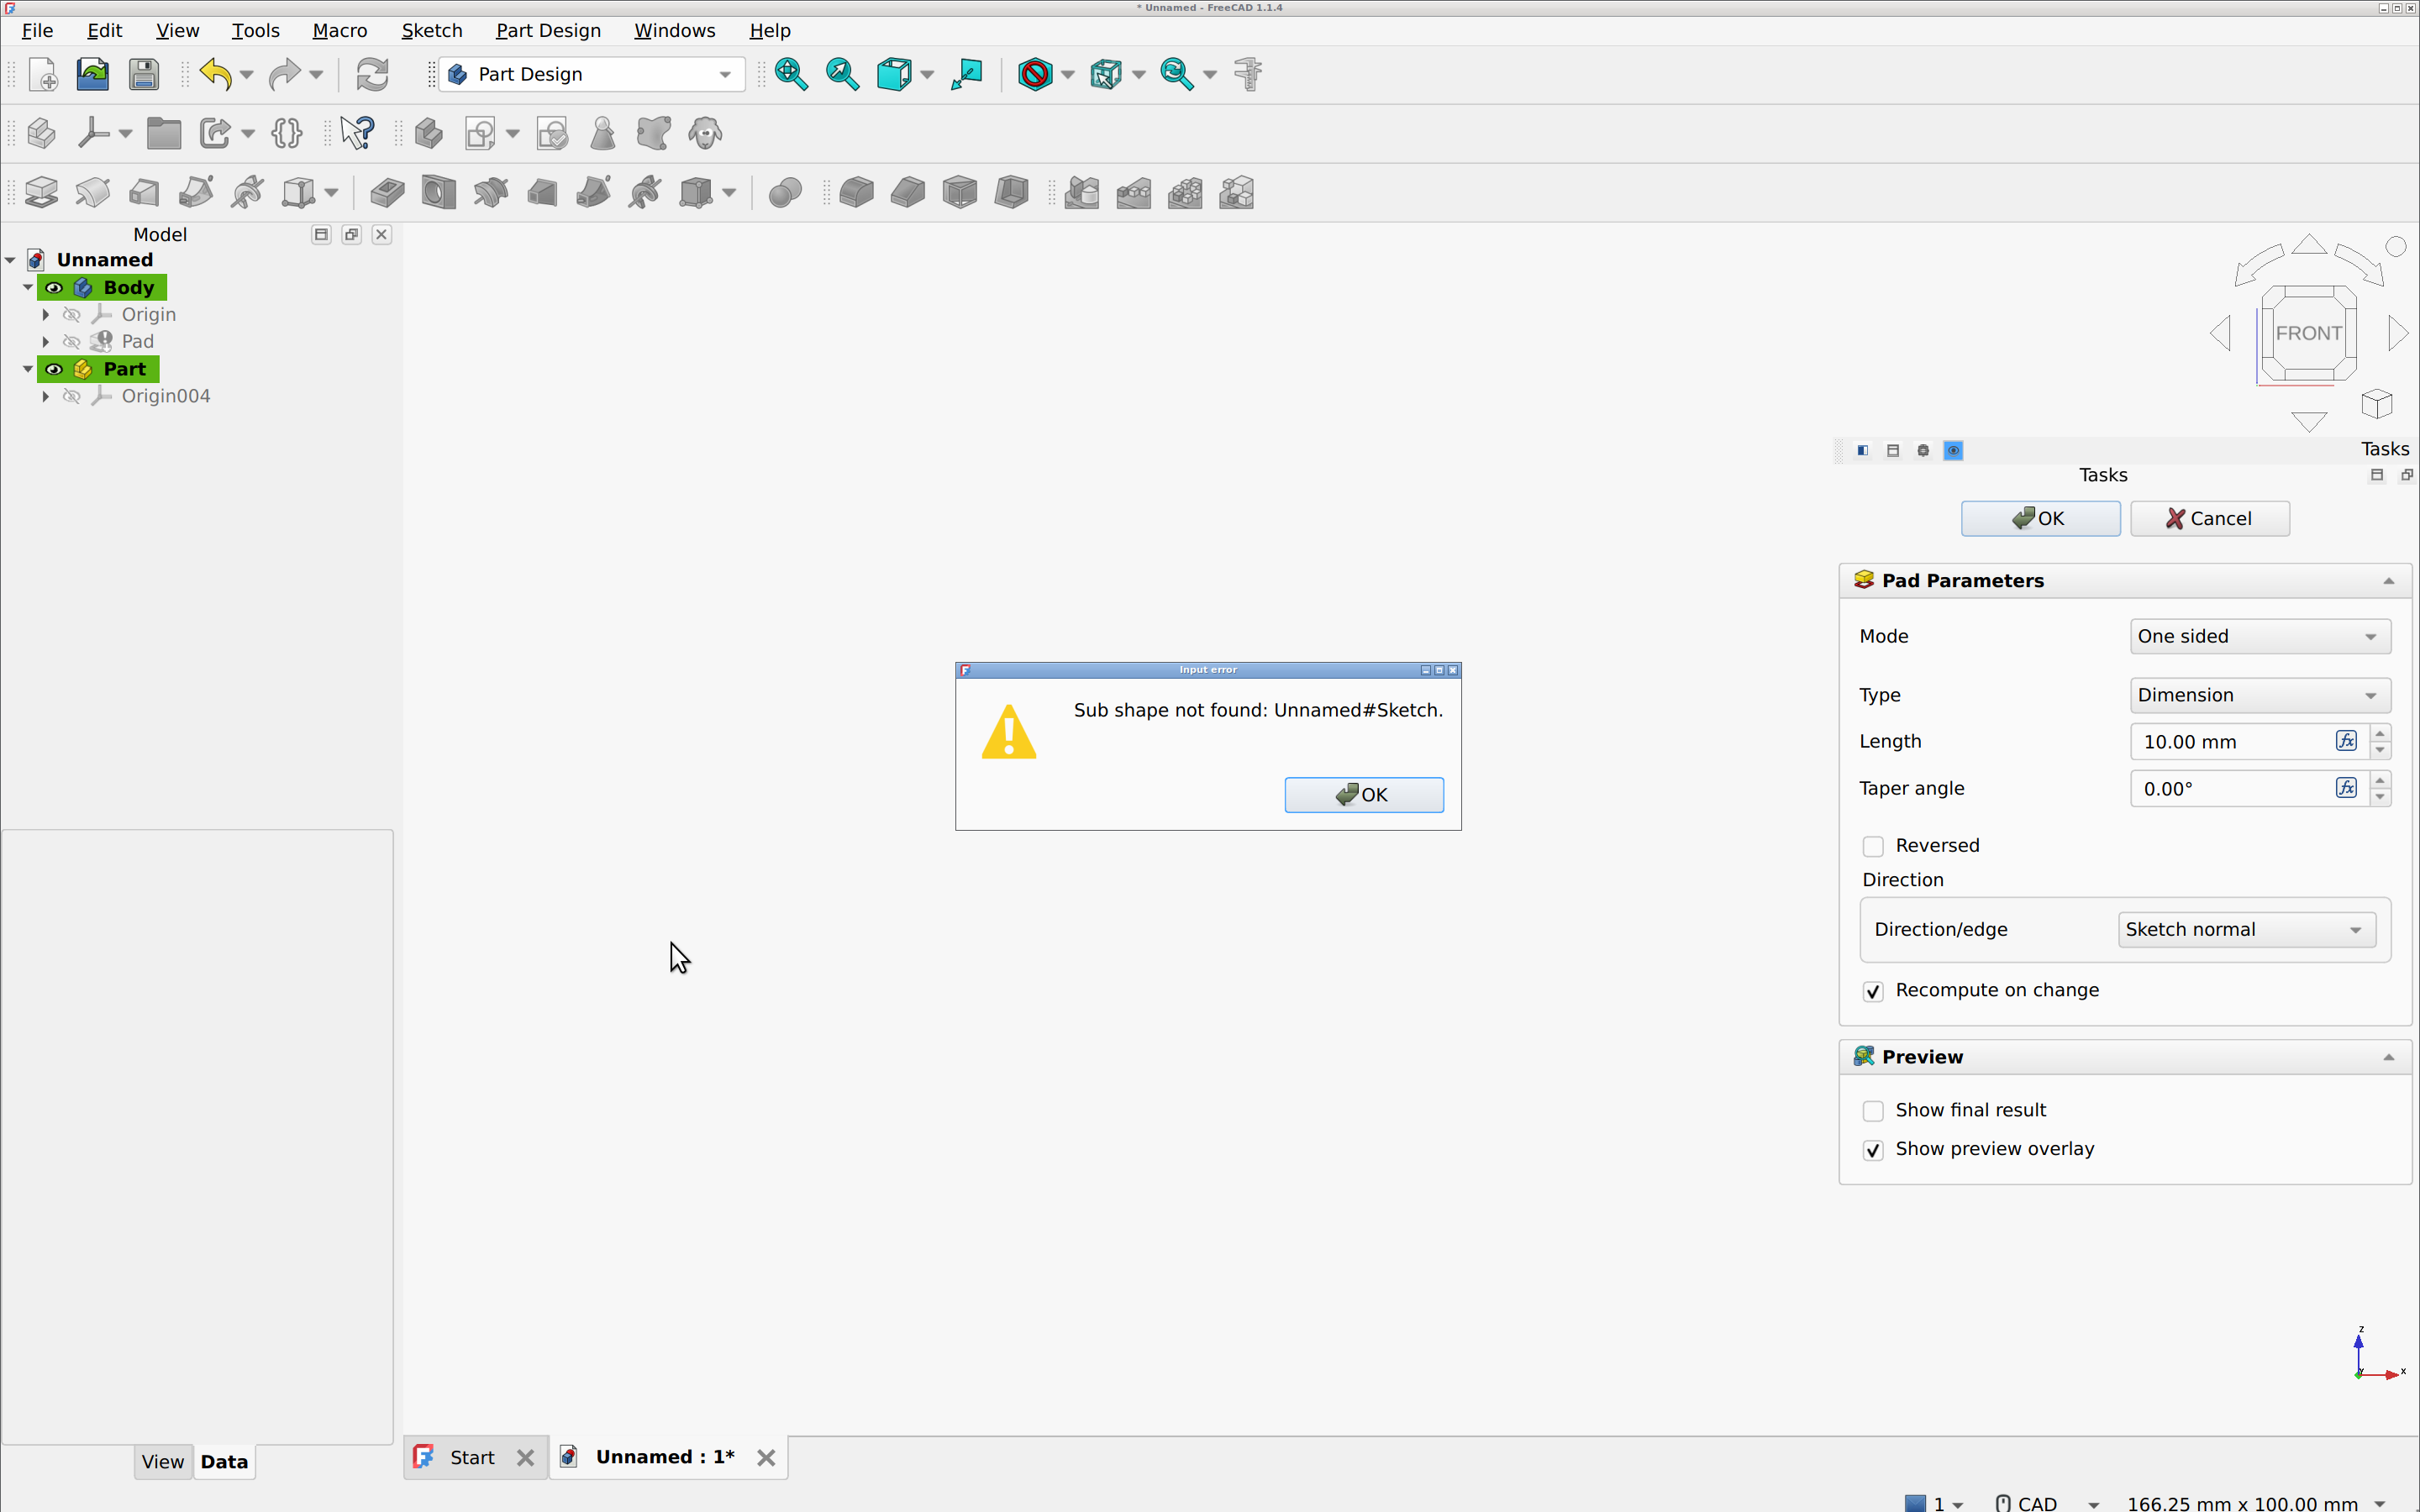 * Unnamed - FreeCAD 1.1.4
File Edit View Tools Macro Sketch Part Design Windows Help
Part Design
Model
Unnamed
Body
Origin
Pad
Part
Origin004
FRONT
Tasks
Tasks
OK Cancel
Pad Parameters
Mode One sided
Type Dimension
Length 10.00 mm
Taper angle 0.00°
Reversed
Direction
Direction/edge Sketch normal
Recompute on change
Preview
Show final result
Show preview overlay
Input error
Sub shape not found: Unnamed#Sketch.
OK
z
x
View Data
Start
Unnamed : 1*
1 CAD 166.25 mm x 100.00 mm